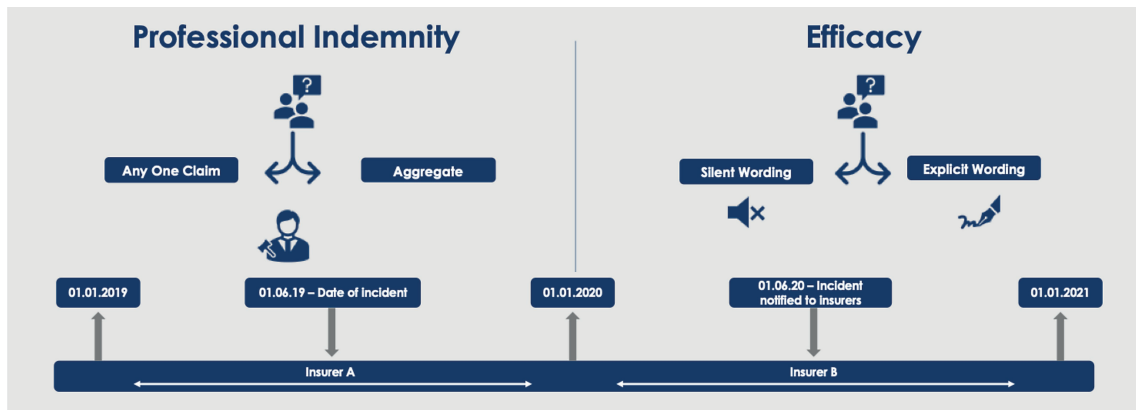 Professional Indemnity
Efficacy
?
?
Any One Claim
Aggregate
Silent Wording
Explicit Wording
01.01.2019
01.06.19 – Date of incident
01.01.2020
01.06.20 – Incident
notified to insurers
01.01.2021
Insurer A
Insurer B